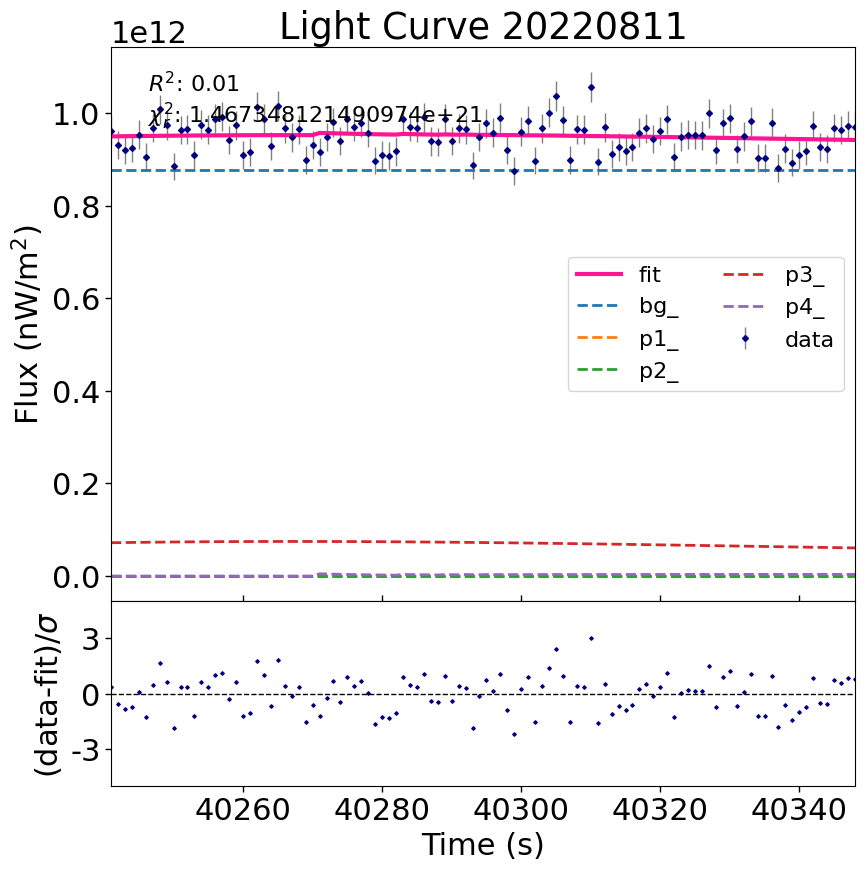 Light Curve 20220811
1e12
R²: 0.01
χ²: 1.467348121490974e+21
1.0
0.8
0.6
0.4
0.2
0.0
Flux (nW/m²)
fit
bg_
p1_
p2_
p3_
p4_
data
3
0
-3
(data-fit)/σ
40260
40280
40300
40320
40340
Time (s)